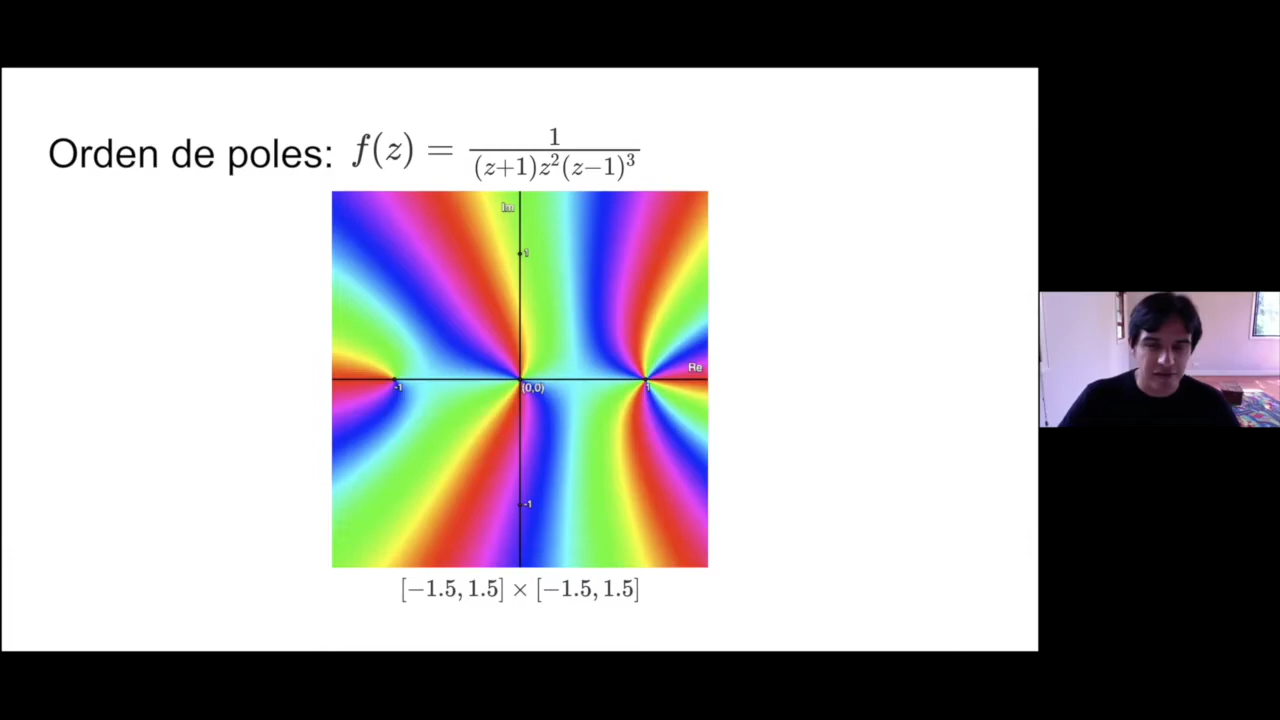 Orden de poles: f(z) = 1/((z+1)z²(z−1)³)
Im
1
Re
-1 (0,0) 1
-1
[−1.5, 1.5] × [−1.5, 1.5]